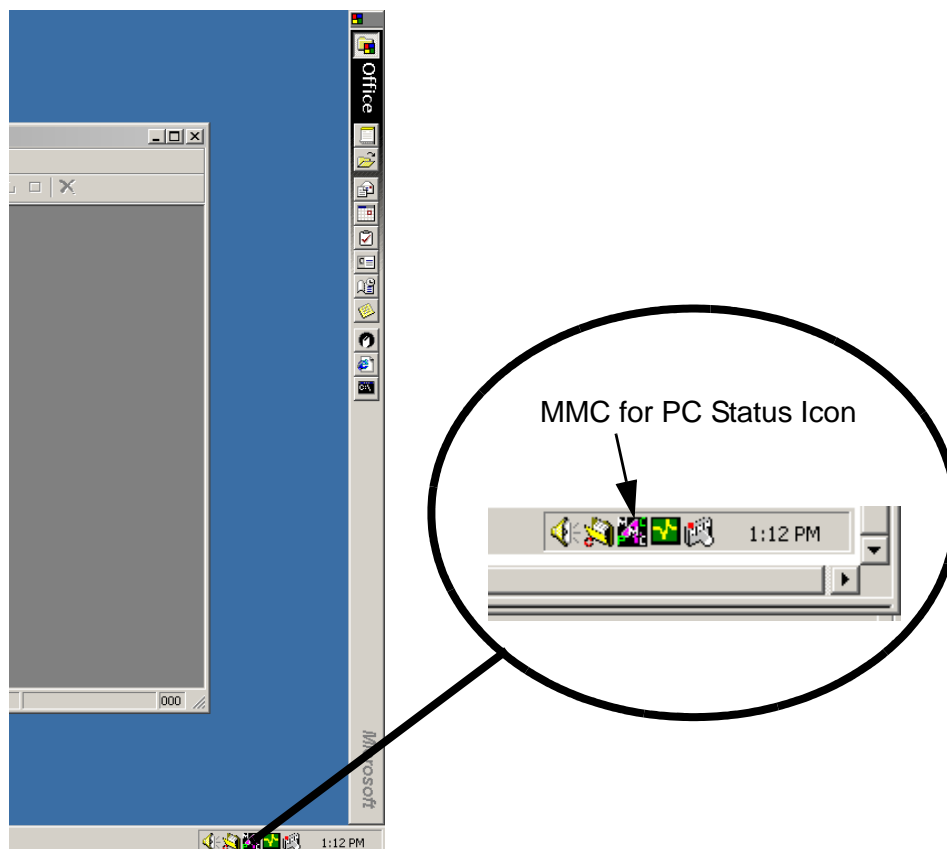 Office
C:\
MMC for PC Status Icon
1:12 PM
000
Microsoft
1:12 PM